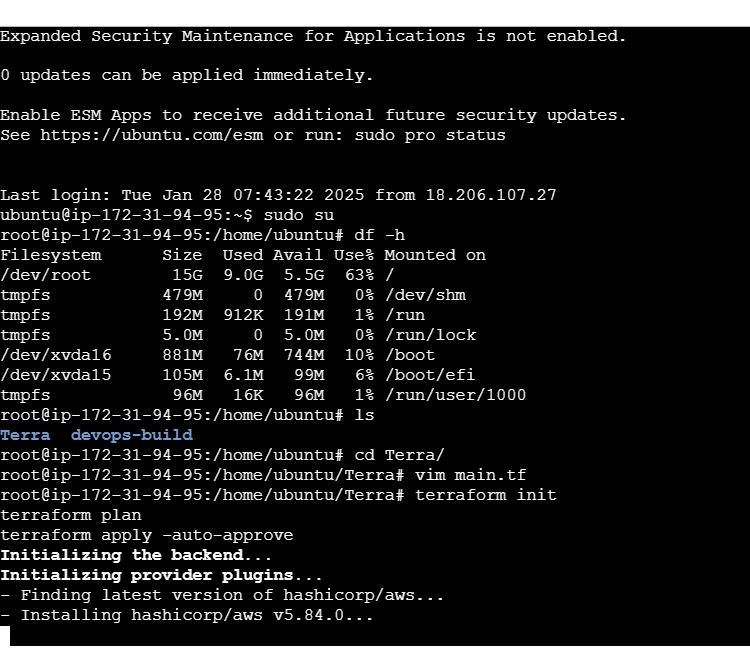 Expanded Security Maintenance for Applications is not enabled.
0 updates can be applied immediately.
Enable ESM Apps to receive additional future security updates.
See https://ubuntu.com/esm or run: sudo pro status
Last login: Tue Jan 28 07:43:22 2025 from 18.206.107.27
ubuntu@ip-172-31-94-95:~$ sudo su
root@ip-172-31-94-95:/home/ubuntu# df -h
Filesystem      Size  Used Avail Use% Mounted on
/dev/root        15G  9.0G  5.5G  63% /
tmpfs           479M     0  479M   0% /dev/shm
tmpfs           192M  912K  191M   1% /run
tmpfs           5.0M     0  5.0M   0% /run/lock
/dev/xvda16     881M   76M  744M  10% /boot
/dev/xvda15     105M  6.1M   99M   6% /boot/efi
tmpfs            96M   16K   96M   1% /run/user/1000
root@ip-172-31-94-95:/home/ubuntu# ls
Terra  devops-build
root@ip-172-31-94-95:/home/ubuntu# cd Terra/
root@ip-172-31-94-95:/home/ubuntu/Terra# vim main.tf
root@ip-172-31-94-95:/home/ubuntu/Terra# terraform init
terraform plan
terraform apply -auto-approve
Initializing the backend...
Initializing provider plugins...
- Finding latest version of hashicorp/aws...
- Installing hashicorp/aws v5.84.0...